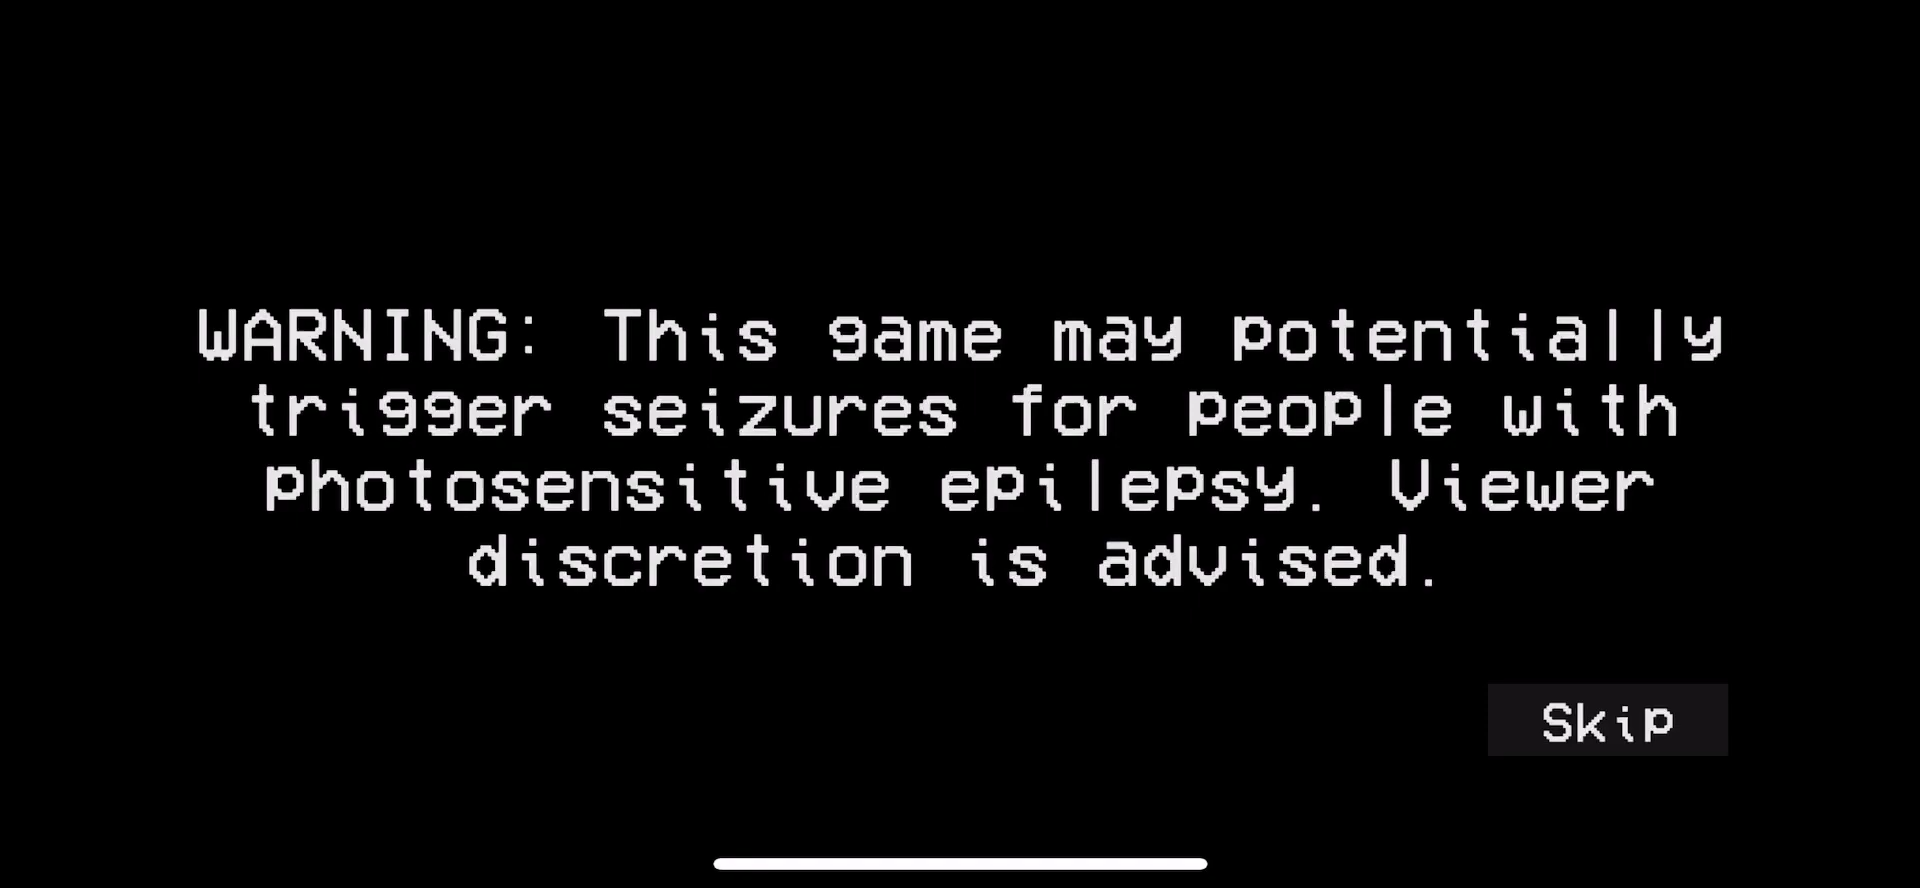 WARNING: This game may potentially
trigger seizures for people with
photosensitive epilepsy. Viewer
discretion is advised.
Skip